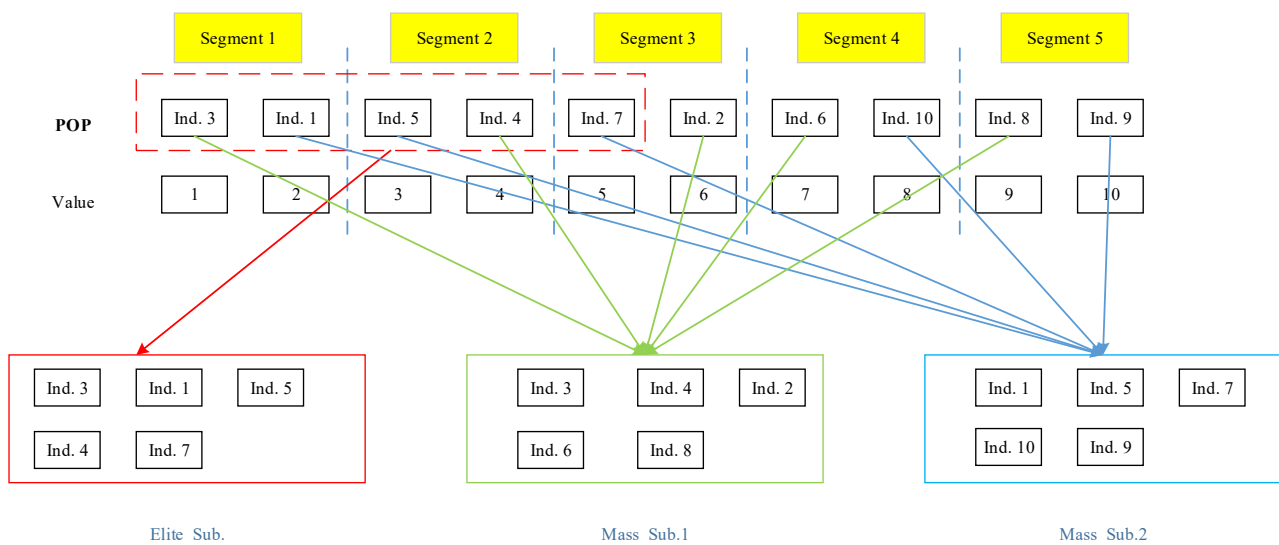 Segment 1 Segment 2 Segment 3 Segment 4 Segment 5
POP Ind. 3 Ind. 1 Ind. 5 Ind. 4 Ind. 7 Ind. 2 Ind. 6 Ind. 10 Ind. 8 Ind. 9
Value 1 2 3 4 5 6 7 8 9 10
Ind. 3 Ind. 1 Ind. 5
Ind. 4 Ind. 7
Ind. 3 Ind. 4 Ind. 2
Ind. 6 Ind. 8
Ind. 1 Ind. 5 Ind. 7
Ind. 10 Ind. 9
Elite Sub. Mass Sub.1 Mass Sub.2